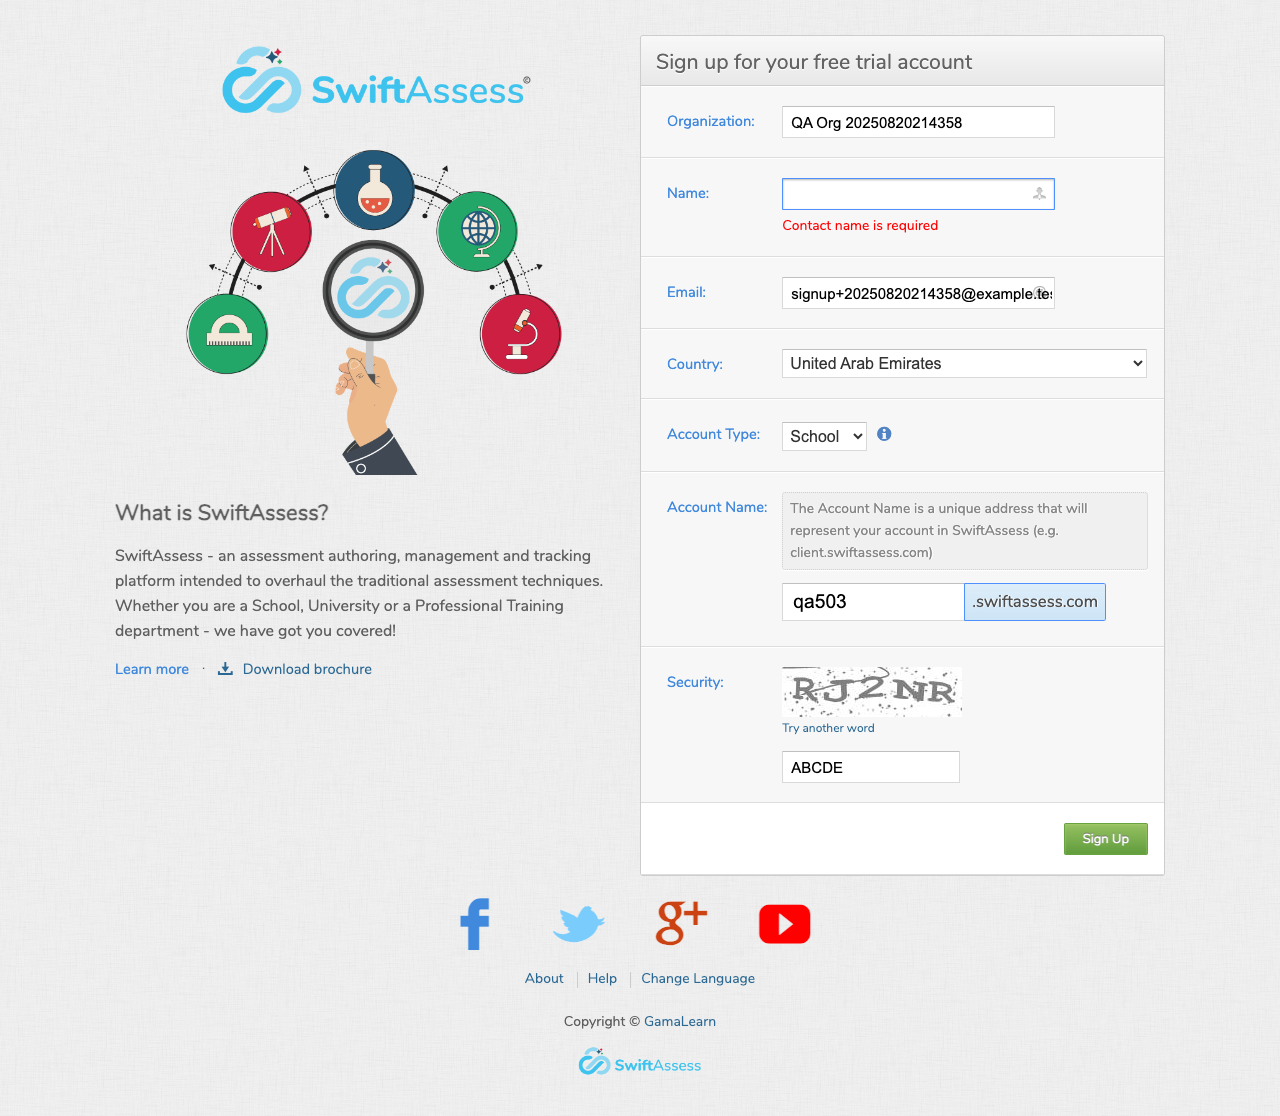 SwiftAssess©
What is SwiftAssess?
SwiftAssess - an assessment authoring, management and tracking
platform intended to overhaul the traditional assessment techniques.
Whether you are a School, University or a Professional Training
department - we have got you covered!
Learn more · Download brochure
Sign up for your free trial account
Organization: QA Org 20250820214358
Name:
Contact name is required
Email: signup+20250820214358@example.tes
Country: United Arab Emirates
Account Type: School
Account Name: The Account Name is a unique address that will
represent your account in SwiftAssess (e.g.
client.swiftassess.com)
qa503 .swiftassess.com
Security: RJ2NR
Try another word
ABCDE
Sign Up
About Help Change Language
Copyright © GamaLearn
SwiftAssess